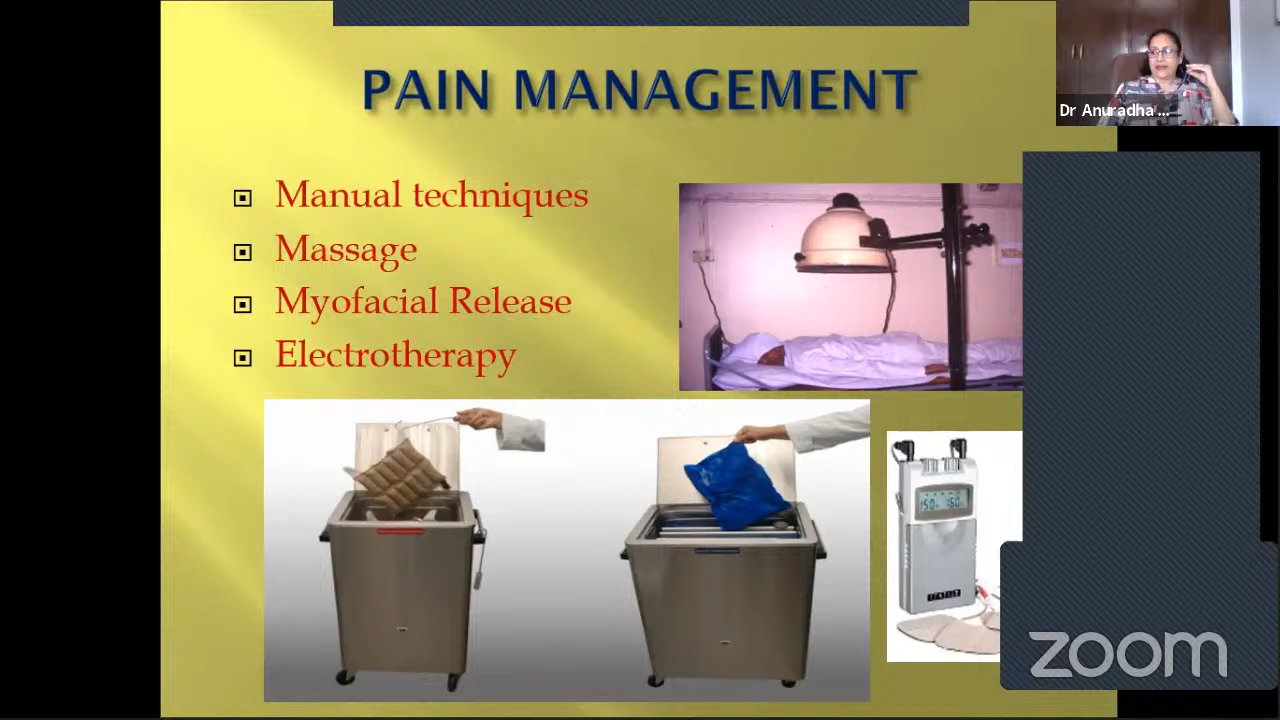 PAIN MANAGEMENT
Dr Anuradha ...
Manual techniques
Massage
Myofacial Release
Electrotherapy
zoom